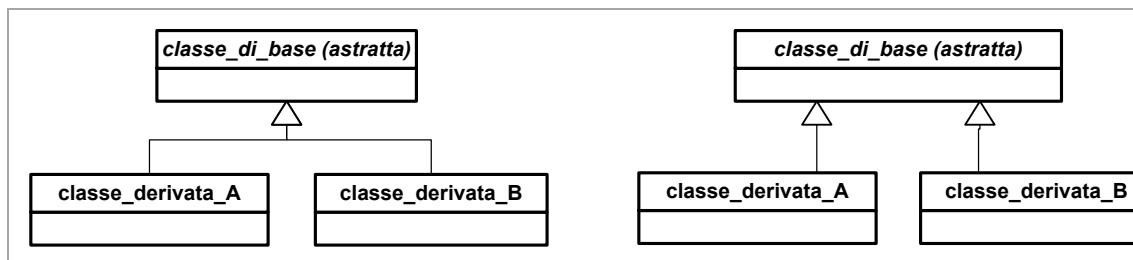 classe_di_base (astratta)
classe_di_base (astratta)
classe_derivata_A
classe_derivata_B
classe_derivata_A
classe_derivata_B